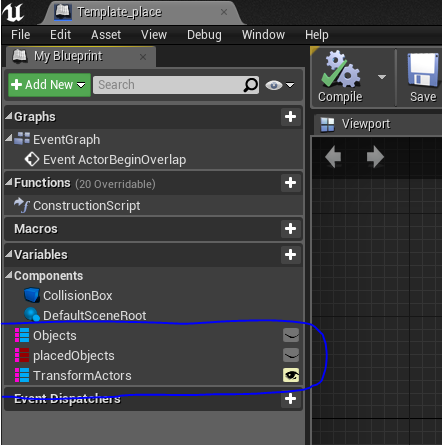 Template_place
File Edit Asset View Debug Window Help
My Blueprint
Add New Search
Compile Save
Graphs
EventGraph
Event ActorBeginOverlap
Viewport
Functions (20 Overridable)
ConstructionScript
Macros
Variables
Components
CollisionBox
DefaultSceneRoot
Objects
placedObjects
TransformActors
Event Dispatchers